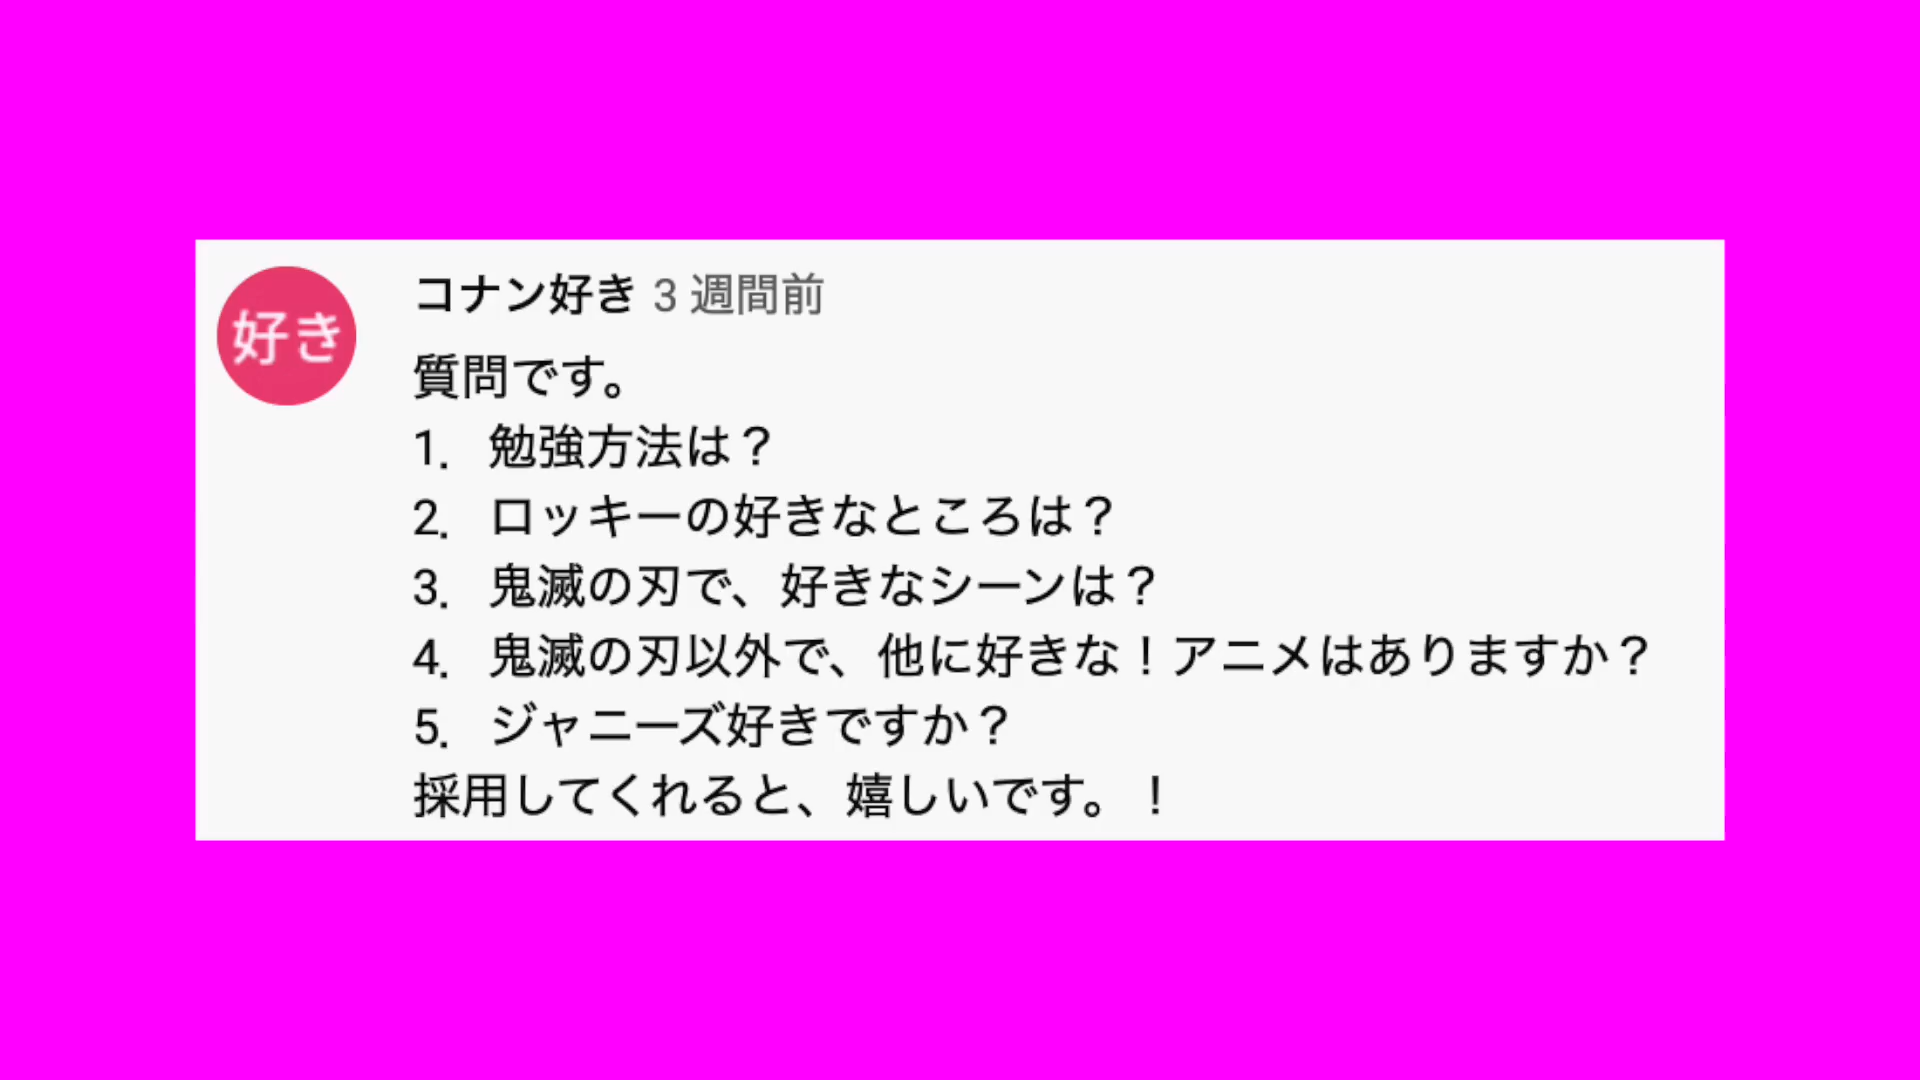 好き
コナン好き 3 週間前
質問です。
1．勉強方法は？
2．ロッキーの好きなところは？
3．鬼滅の刃で、好きなシーンは？
4．鬼滅の刃以外で、他に好きな！アニメはありますか？
5．ジャニーズ好きですか？
採用してくれると、嬉しいです。！